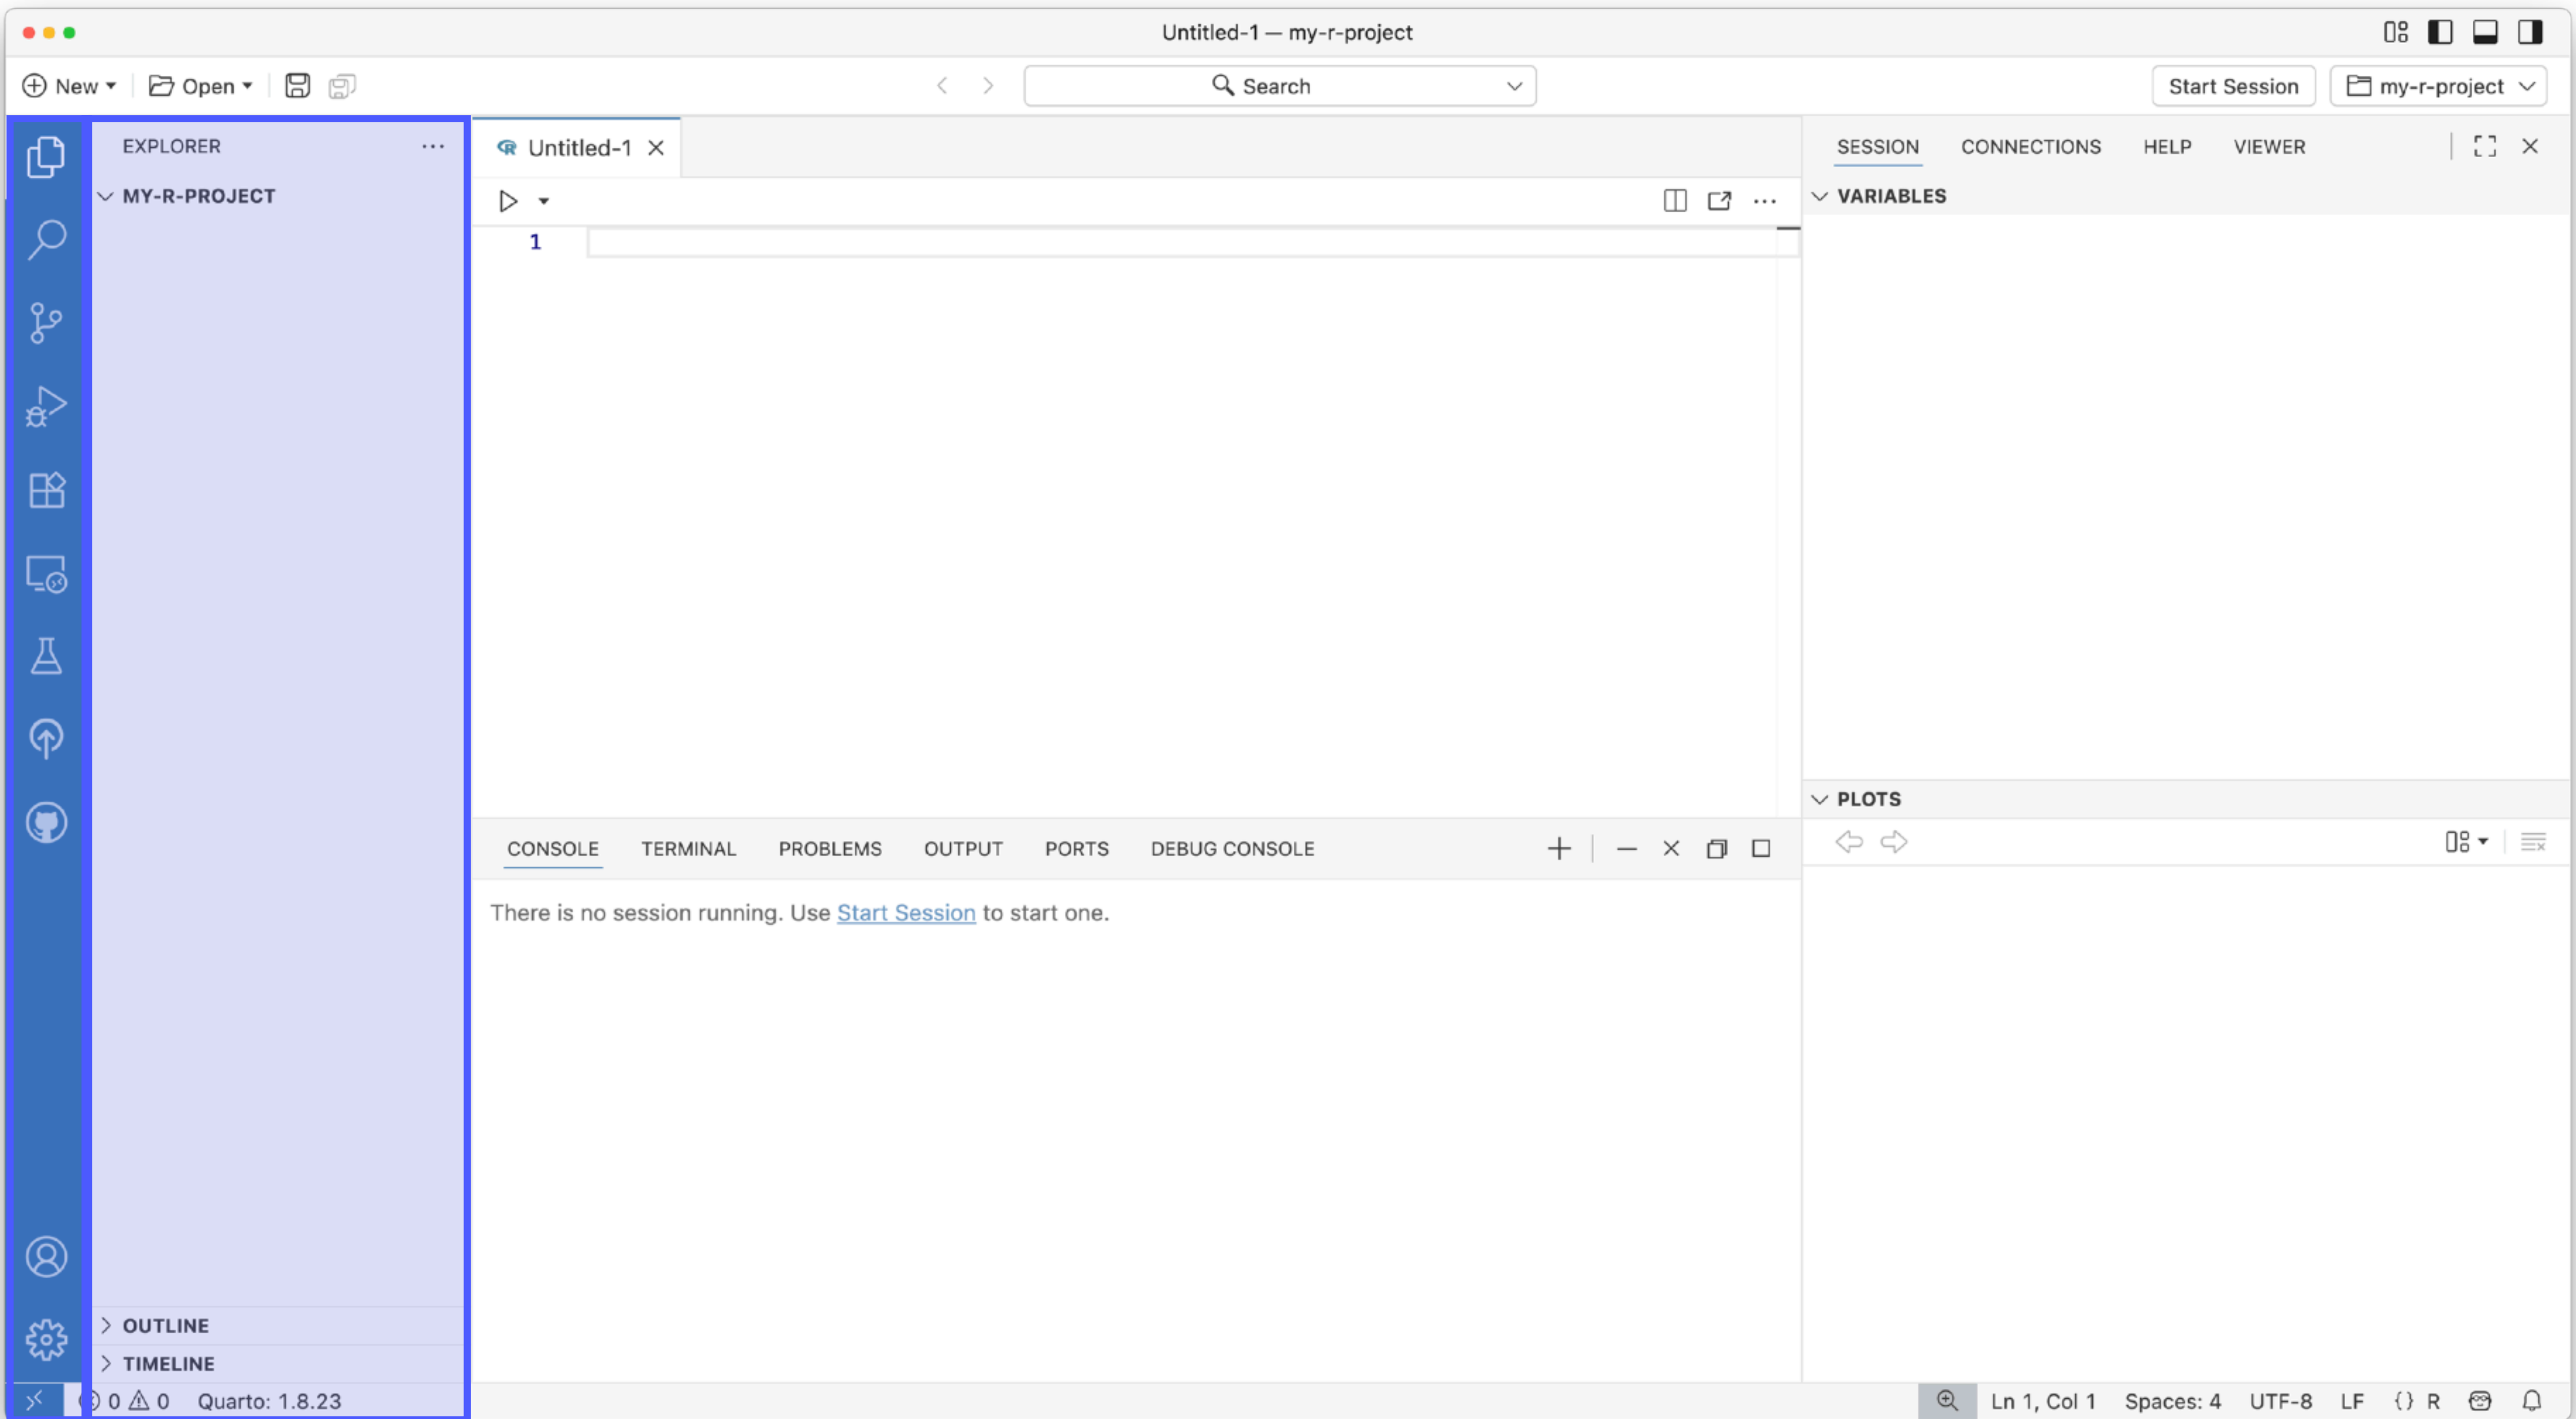 Untitled-1 — my-r-project
New Open Search Start Session my-r-project
EXPLORER
MY-R-PROJECT
OUTLINE
TIMELINE
Untitled-1
1
CONSOLE TERMINAL PROBLEMS OUTPUT PORTS DEBUG CONSOLE
There is no session running. Use Start Session to start one.
SESSION CONNECTIONS HELP VIEWER
VARIABLES
PLOTS
0 0 Quarto: 1.8.23 Ln 1, Col 1 Spaces: 4 UTF-8 LF {} R